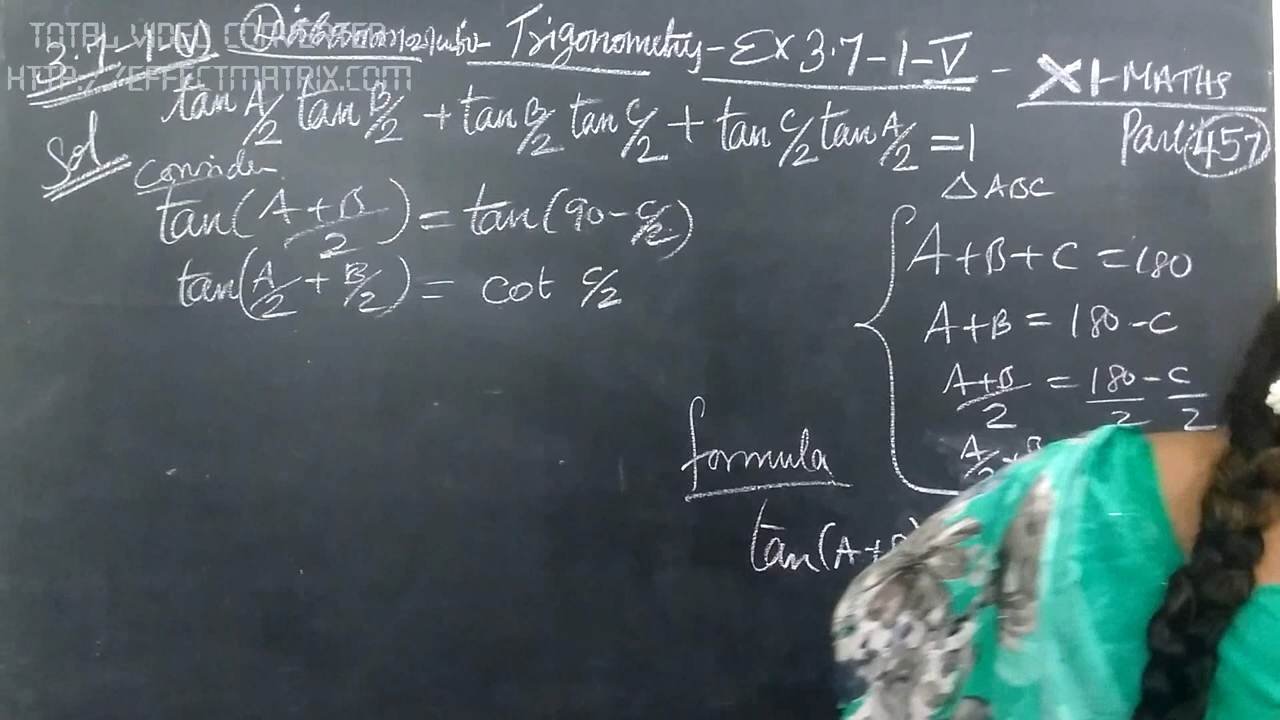 TOTAL VIDEO CONVERTER
HTTP://EFFECTMATRIX.COM
3.7-1-V Trigonometry - Ex 3.7-1-V - XI-MATHS
tan A/2 tan B/2 + tan B/2 tan C/2 + tan C/2 tan A/2 = 1
Part 457
Sol
consider
tan(A+B/2) = tan(90 - C/2)
tan(A/2 + B/2) = cot C/2
△ ABC
A+B+C = 180
A+B = 180 - C
A+B/2 = 180/2 - C/2
A/2 +
formula
tan(A+